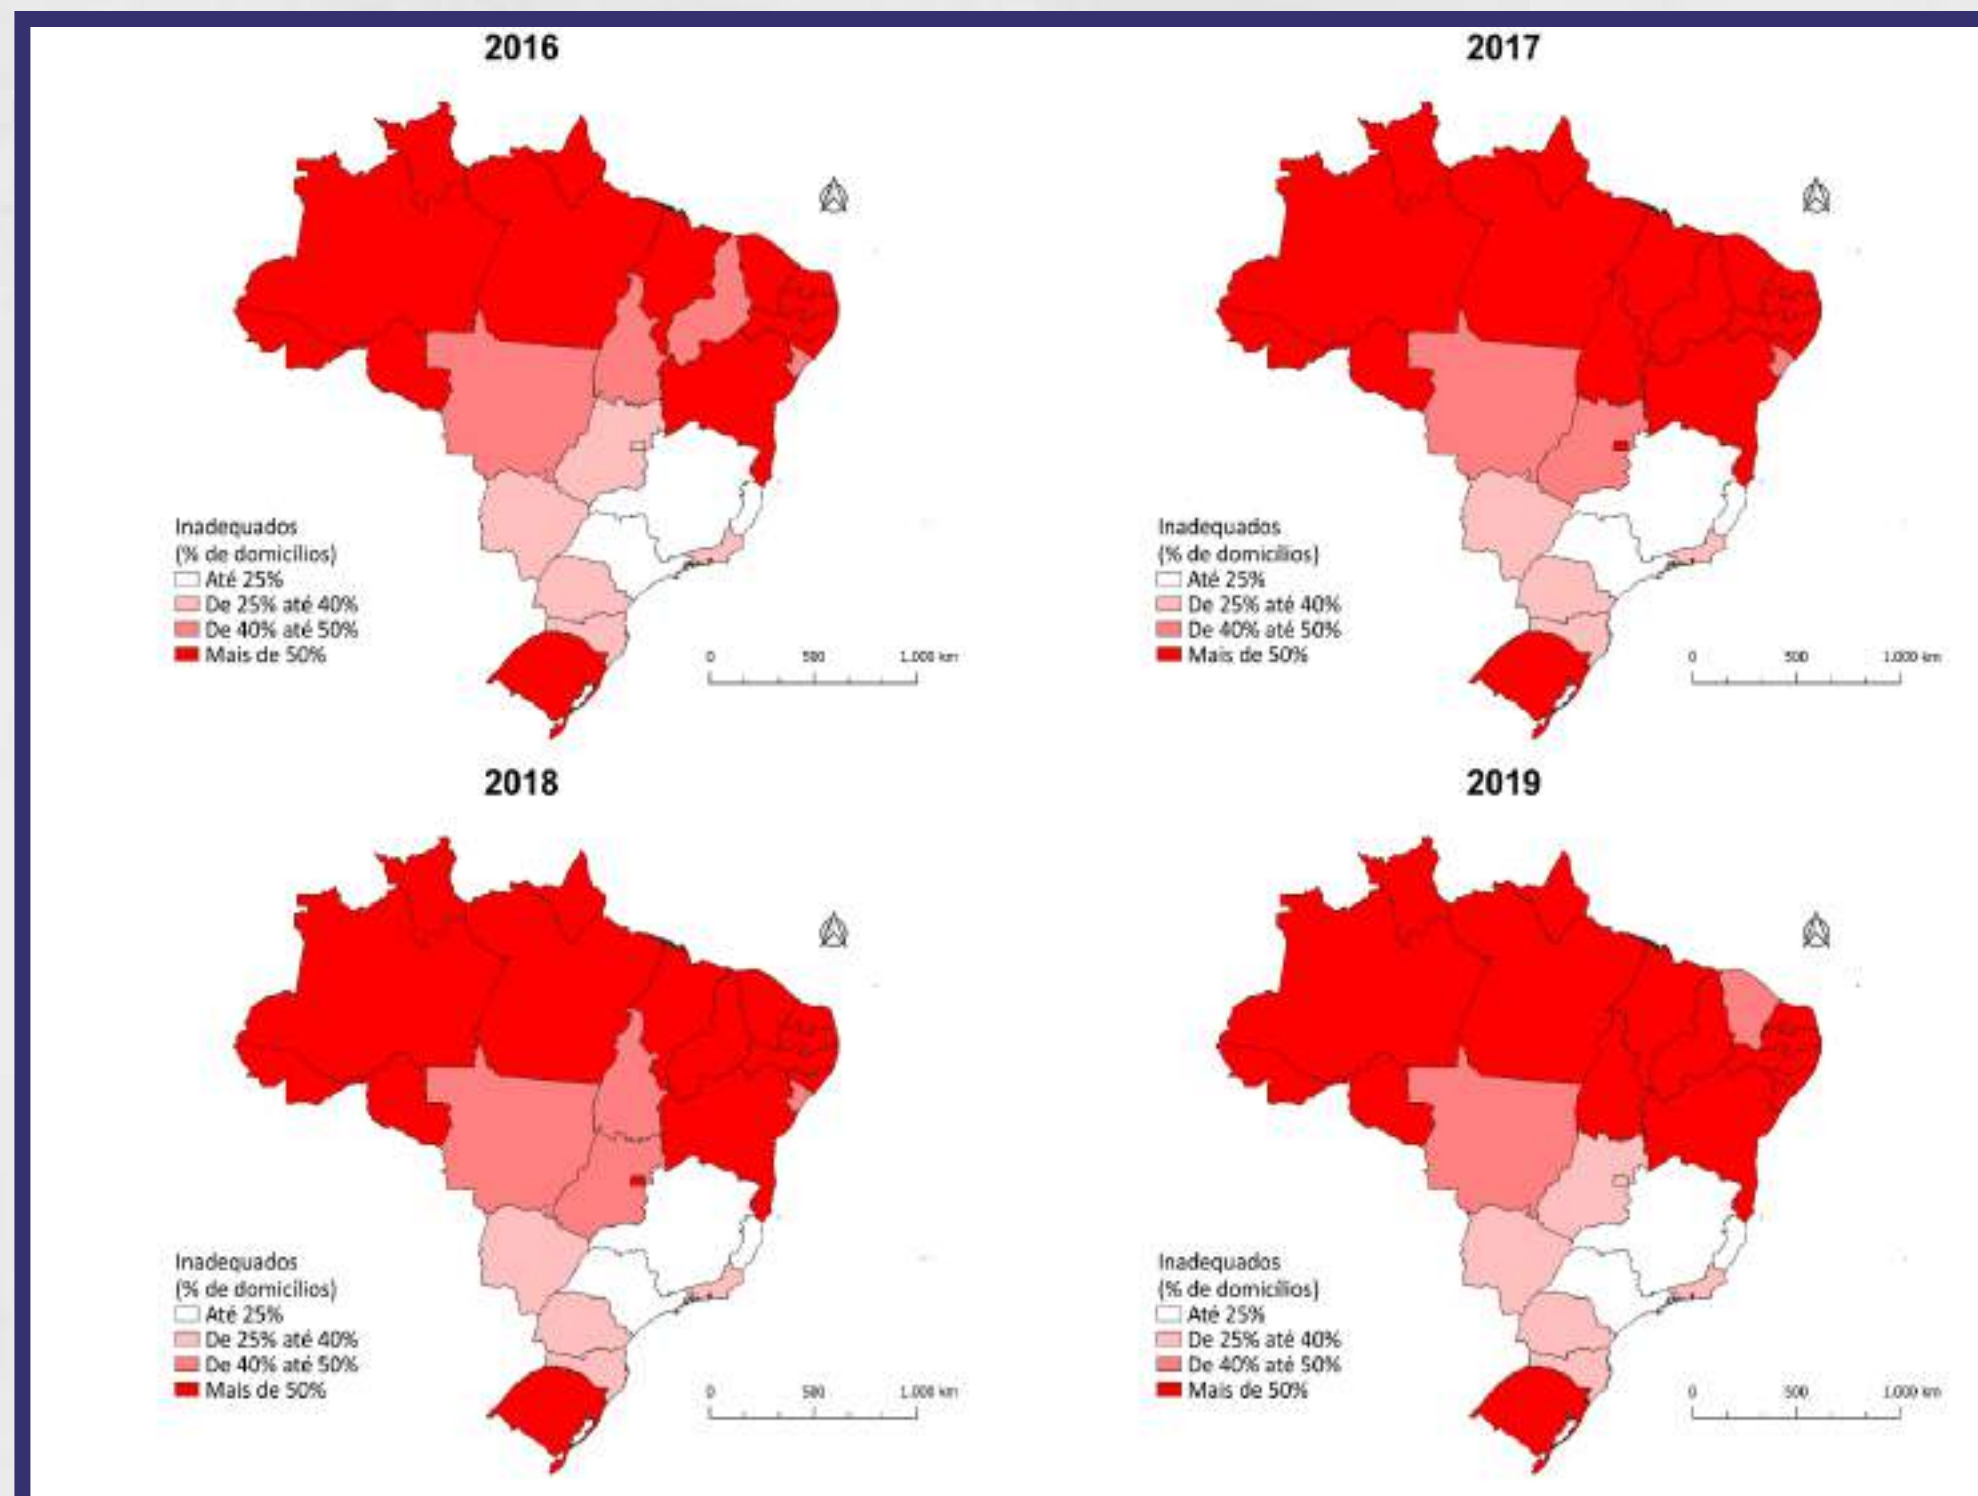 2016
Inadequados
(% de domicílios)
Até 25%
De 25% até 40%
De 40% até 50%
Mais de 50%
0 500 1.000 km
2017
Inadequados
(% de domicílios)
Até 25%
De 25% até 40%
De 40% até 50%
Mais de 50%
0 500 1.000 km
2018
Inadequados
(% de domicílios)
Até 25%
De 25% até 40%
De 40% até 50%
Mais de 50%
0 500 1.000 km
2019
Inadequados
(% de domicílios)
Até 25%
De 25% até 40%
De 40% até 50%
Mais de 50%
0 500 1.000 km